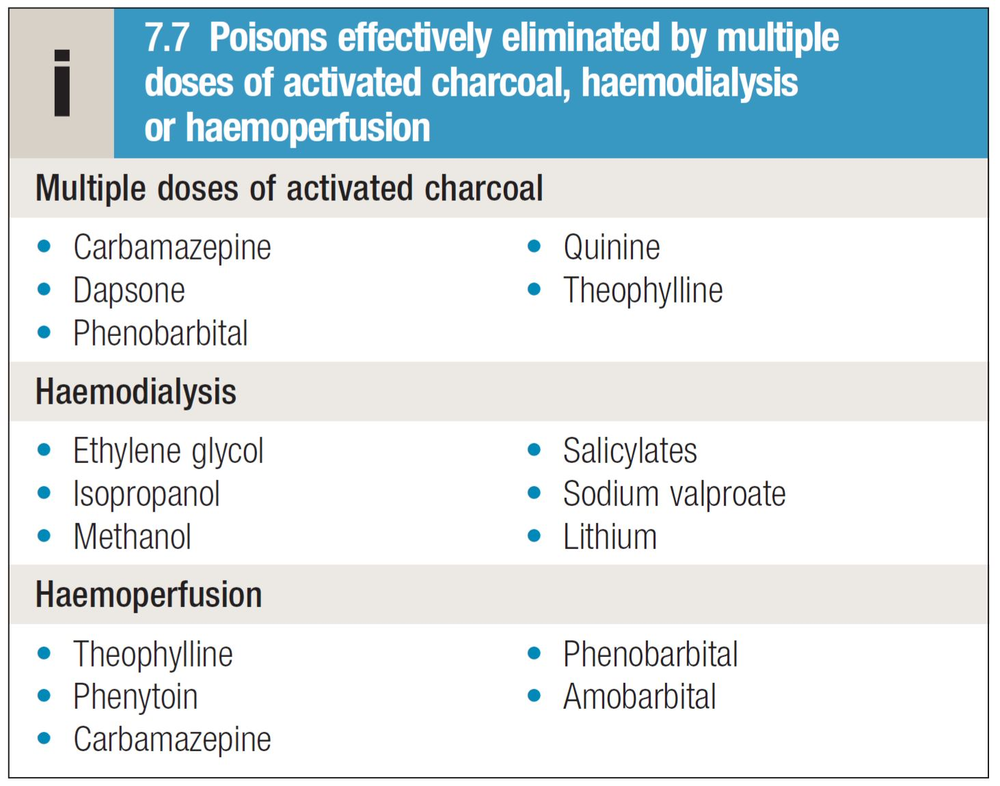 i
7.7 Poisons effectively eliminated by multiple
doses of activated charcoal, haemodialysis
or haemoperfusion
Multiple doses of activated charcoal
• Carbamazepine
• Dapsone
• Phenobarbital
• Quinine
• Theophylline
Haemodialysis
• Ethylene glycol
• Isopropanol
• Methanol
• Salicylates
• Sodium valproate
• Lithium
Haemoperfusion
• Theophylline
• Phenytoin
• Carbamazepine
• Phenobarbital
• Amobarbital